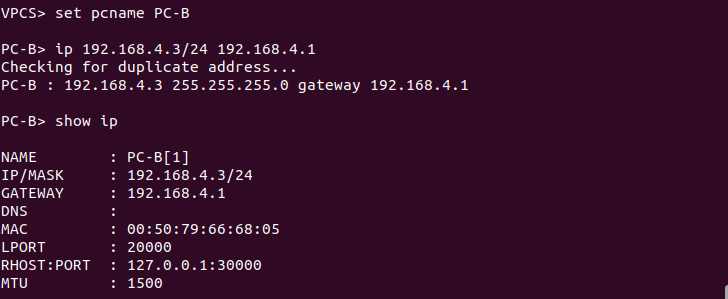 VPCS> set pcname PC-B
PC-B> ip 192.168.4.3/24 192.168.4.1
Checking for duplicate address...
PC-B : 192.168.4.3 255.255.255.0 gateway 192.168.4.1
PC-B> show ip
NAME        : PC-B[1]
IP/MASK     : 192.168.4.3/24
GATEWAY     : 192.168.4.1
DNS         :
MAC         : 00:50:79:66:68:05
LPORT       : 20000
RHOST:PORT  : 127.0.0.1:30000
MTU         : 1500